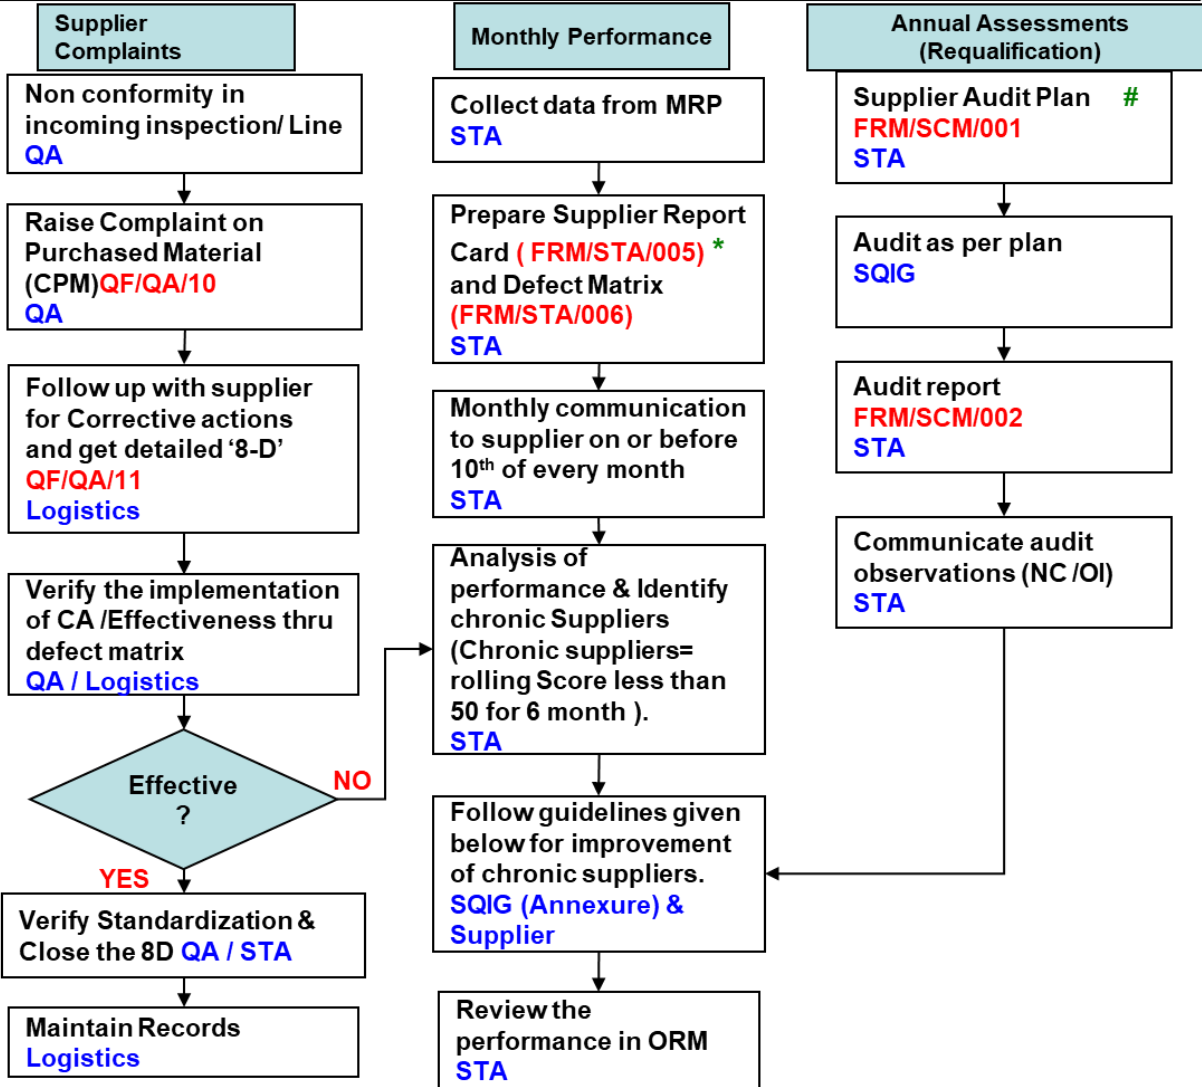 Supplier
Complaints
Non conformity in
incoming inspection/ Line
QA
Raise Complaint on
Purchased Material
(CPM)QF/QA/10
QA
Follow up with supplier
for Corrective actions
and get detailed ‘8-D’
QF/QA/11
Logistics
Verify the implementation
of CA /Effectiveness thru
defect matrix
QA / Logistics
Effective
?
NO
YES
Verify Standardization &
Close the 8D QA / STA
Maintain Records
Logistics
Monthly Performance
Collect data from MRP
STA
Prepare Supplier Report
Card ( FRM/STA/005) *
and Defect Matrix
(FRM/STA/006)
STA
Monthly communication
to supplier on or before
10th of every month
STA
Analysis of
performance & Identify
chronic Suppliers
(Chronic suppliers=
rolling Score less than
50 for 6 month ).
STA
Follow guidelines given
below for improvement
of chronic suppliers.
SQIG (Annexure) &
Supplier
Review the
performance in ORM
STA
Annual Assessments
(Requalification)
Supplier Audit Plan #
FRM/SCM/001
STA
Audit as per plan
SQIG
Audit report
FRM/SCM/002
STA
Communicate audit
observations (NC /OI)
STA